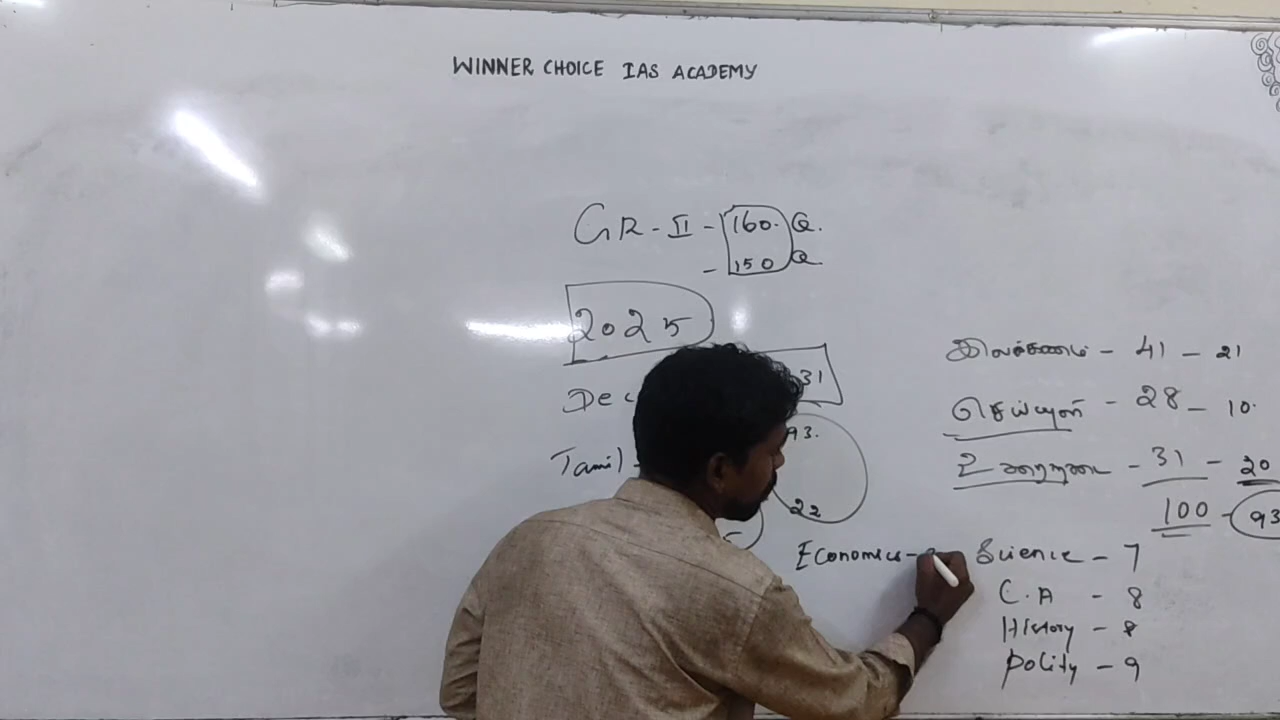 WINNER CHOICE IAS ACADEMY
GR - II - 160. Q.
- 150 Q
2025
Dec 31
Tamil 93.
22
இலக்கணம் - 41 - 21
செய்யுள் - 28 - 10.
உரைநடை - 31 - 20
100 - 93
Economics -
Science - 7
C.A - 8
History - 8
Polity - 9